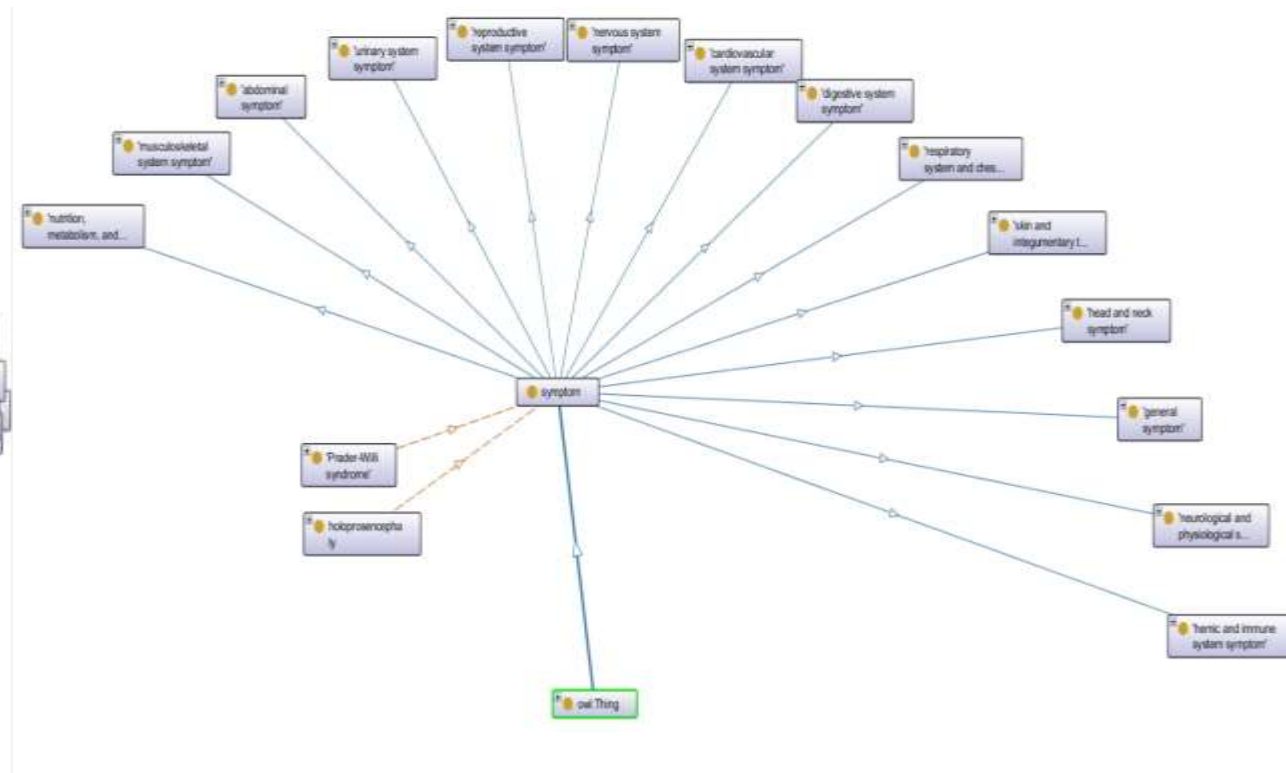 'reproductive
system symptom'
'nervous system
symptom'
'urinary system
symptom'
'cardiovascular
system symptom'
'abdominal
symptom'
'digestive system
symptom'
'musculoskeletal
system symptom'
'respiratory
system and ches...
'nutrition,
metabolism, and...
'skin and
integumentary t...
'head and neck
symptom'
symptom
'general
symptom'
'Prader-Willi
syndrome'
holoprosencepha
ly
'neurological and
physiological s...
'hemic and immune
system symptom'
owl:Thing